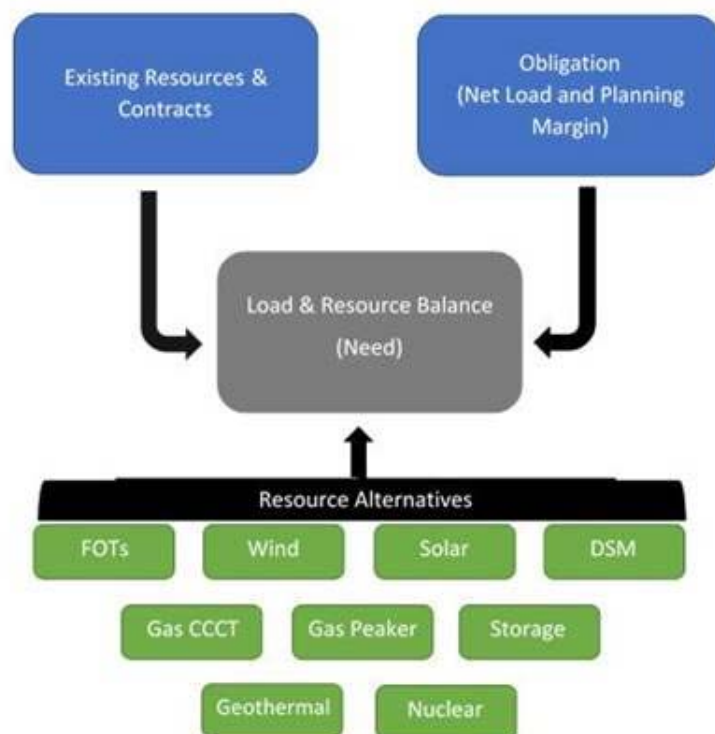 Existing Resources &
Contracts
Obligation
(Net Load and Planning
Margin)
Load & Resource Balance
(Need)
Resource Alternatives
FOTs
Wind
Solar
DSM
Gas CCCT
Gas Peaker
Storage
Geothermal
Nuclear